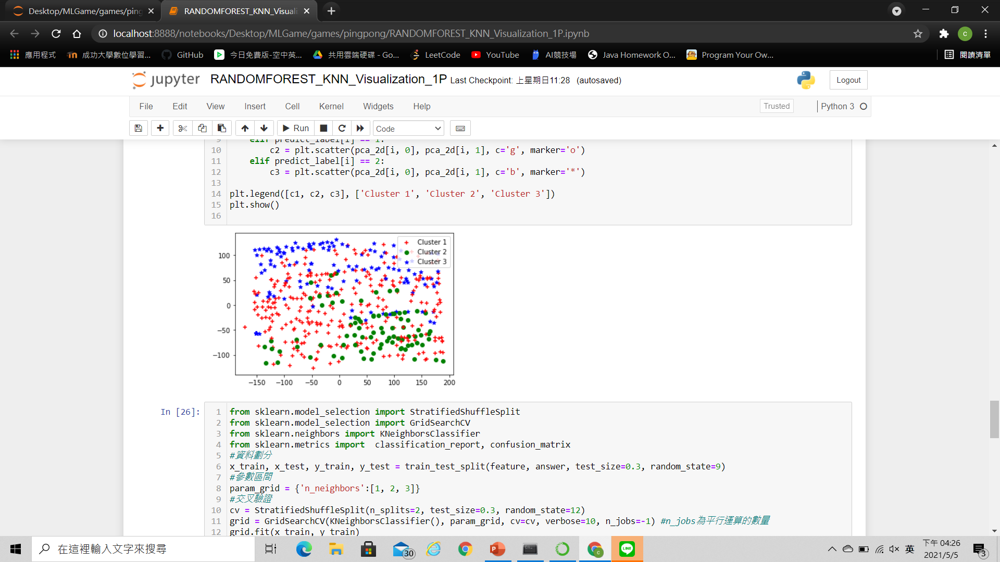 Desktop/MLGame/games/ping
RANDOMFOREST_KNN_Visuali
localhost:8888/notebooks/Desktop/MLGame/games/pingpong/RANDOMFOREST_KNN_Visualization_1P.ipynb
應用程式
成功大學數位學習...
GitHub
今日免費版-空中英...
共用雲端硬碟 - Go...
LeetCode
YouTube
AI競技場
Java Homework O...
Program Your Ow...
閱讀清單
jupyter RANDOMFOREST_KNN_Visualization_1P Last Checkpoint: 上星期日11:28 (autosaved)
Logout
File Edit View Insert Cell Kernel Widgets Help
Trusted
Python 3
Run
Code
9 elif predict_label[i] == 1:
10 c2 = plt.scatter(pca_2d[i, 0], pca_2d[i, 1], c='g', marker='o')
11 elif predict_label[i] == 2:
12 c3 = plt.scatter(pca_2d[i, 0], pca_2d[i, 1], c='b', marker='*')
13
14 plt.legend([c1, c2, c3], ['Cluster 1', 'Cluster 2', 'Cluster 3'])
15 plt.show()
16
Cluster 1
Cluster 2
Cluster 3
100
50
0
−50
−100
−150 −100 −50 0 50 100 150 200
In [26]:
1 from sklearn.model_selection import StratifiedShuffleSplit
2 from sklearn.model_selection import GridSearchCV
3 from sklearn.neighbors import KNeighborsClassifier
4 from sklearn.metrics import  classification_report, confusion_matrix
5 #資料劃分
6 x_train, x_test, y_train, y_test = train_test_split(feature, answer, test_size=0.3, random_state=9)
7 #參數區間
8 param_grid = {'n_neighbors':[1, 2, 3]}
9 #交叉驗證
10 cv = StratifiedShuffleSplit(n_splits=2, test_size=0.3, random_state=12)
11 grid = GridSearchCV(KNeighborsClassifier(), param_grid, cv=cv, verbose=10, n_jobs=-1) #n_jobs為平行運算的數量
12 grid.fit(x_train, y_train)
在這裡輸入文字來搜尋
30
LINE
英
下午 04:26
2021/5/5
3